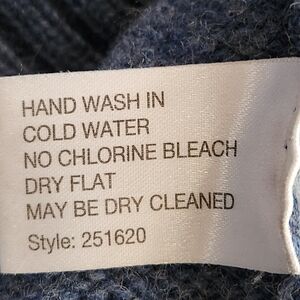 HAND WASH IN
COLD WATER
NO CHLORINE BLEACH
DRY FLAT
MAY BE DRY CLEANED
Style: 251620